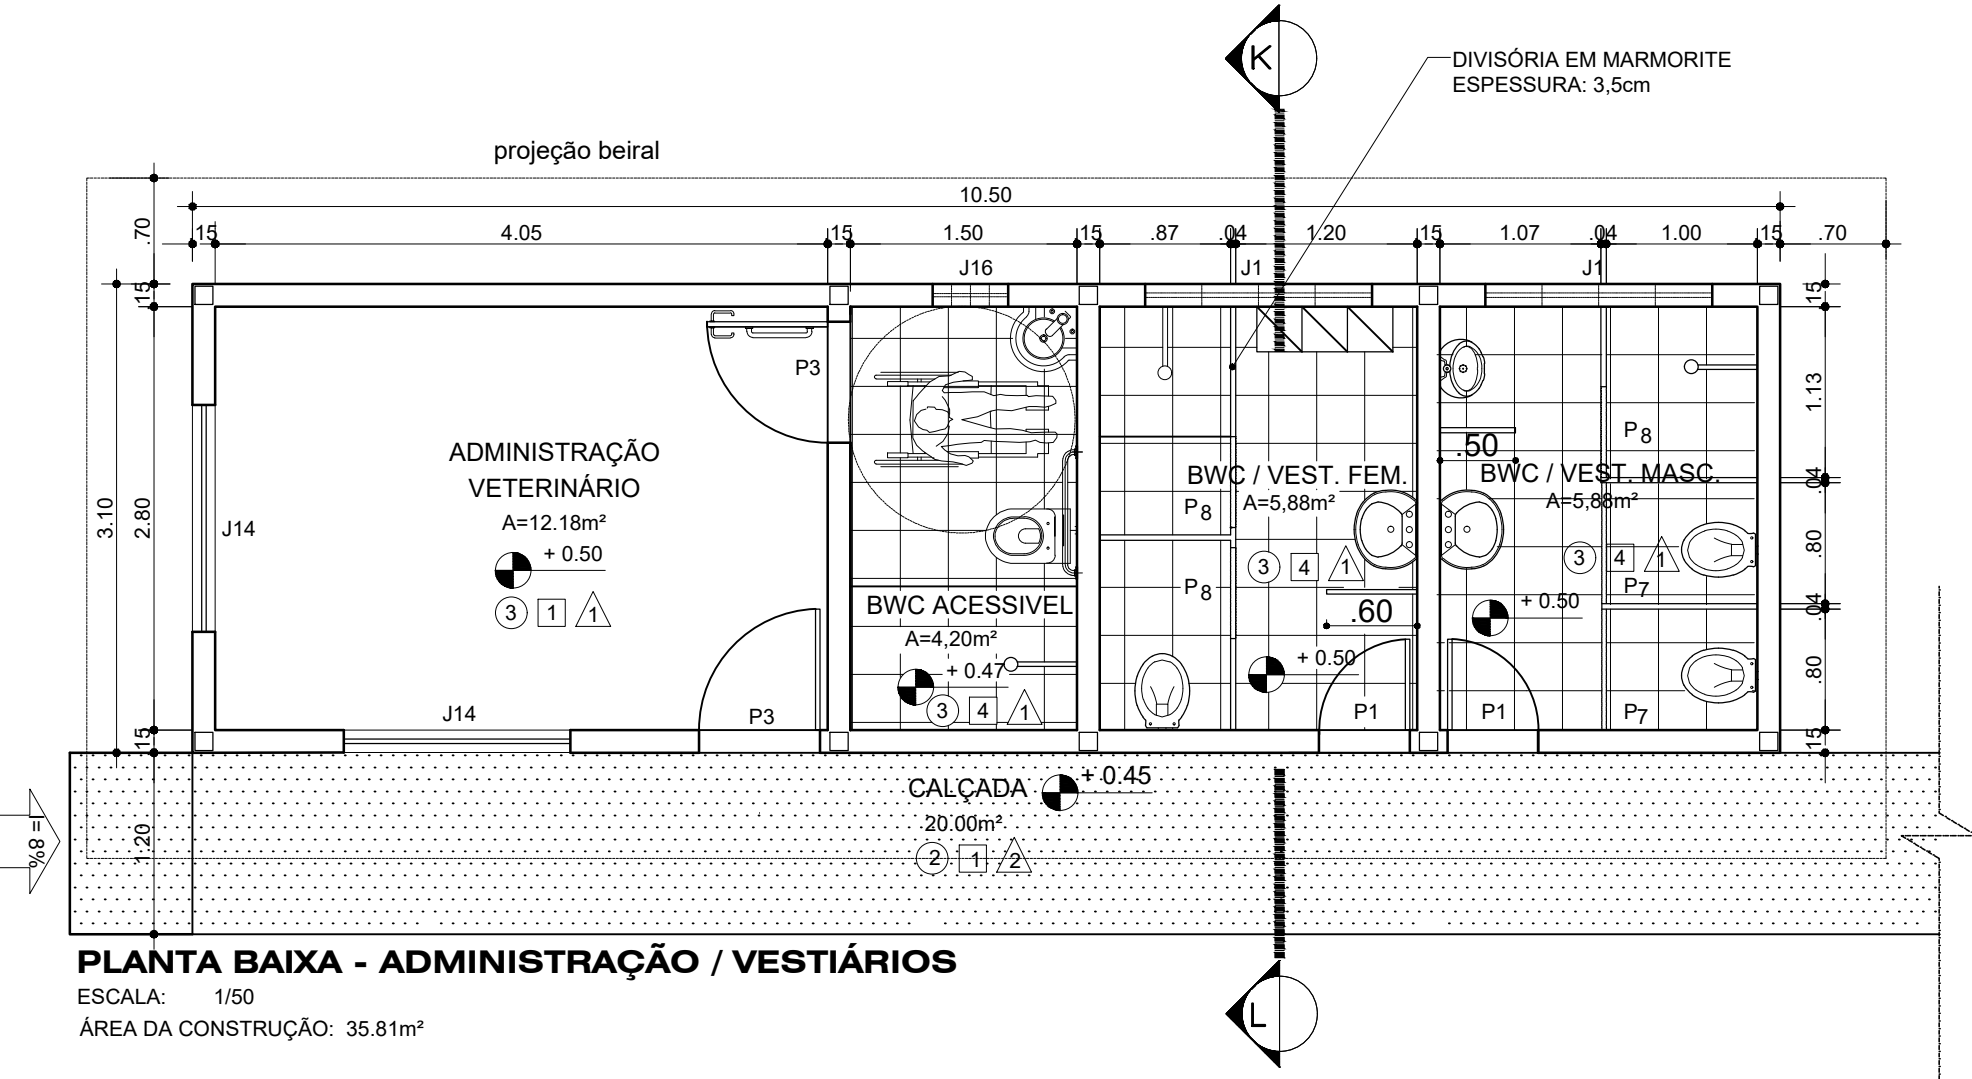 K
DIVISÓRIA EM MARMORITE
ESPESSURA: 3,5cm
projeção beiral
10.50
.70
.15
4.05
.15
1.50
.15
.87
.04
1.20
.15
1.07
.04
1.00
.15
.70
J16
J1
J1
.15
.15
P3
1.13
P8
.50
ADMINISTRAÇÃO
VETERINÁRIO
A=12.18m²
+ 0.50
3 1 1
J14
3.10
2.80
BWC / VEST. FEM.
A=5,88m²
P8
3 4 1
BWC / VEST. MASC.
A=5,88m²
.04
.80
3 4 1
P8
P7
+ 0.50
.04
.60
BWC ACESSIVEL
A=4,20m²
+ 0.47
3 4 1
+ 0.50
.80
J14
P3
P1
P1
P7
.15
.15
CALÇADA
+ 0.45
20.00m²
2 1 2
1.20
I= 8%
PLANTA BAIXA - ADMINISTRAÇÃO / VESTIÁRIOS
ESCALA: 1/50
ÁREA DA CONSTRUÇÃO: 35.81m²
L